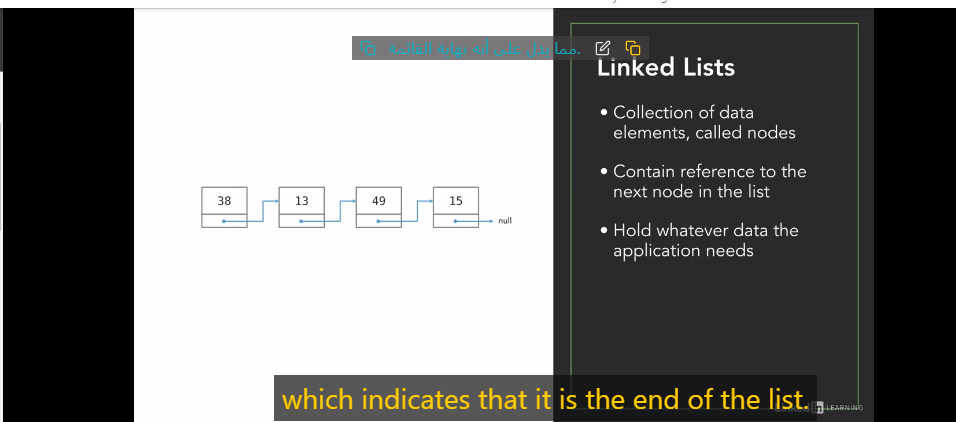 مما يدل على أنه نهاية القائمة.
Linked Lists
• Collection of data
elements, called nodes
• Contain reference to the
next node in the list
• Hold whatever data the
application needs
38 13 49 15
null
which indicates that it is the end of the list.
LEARNING